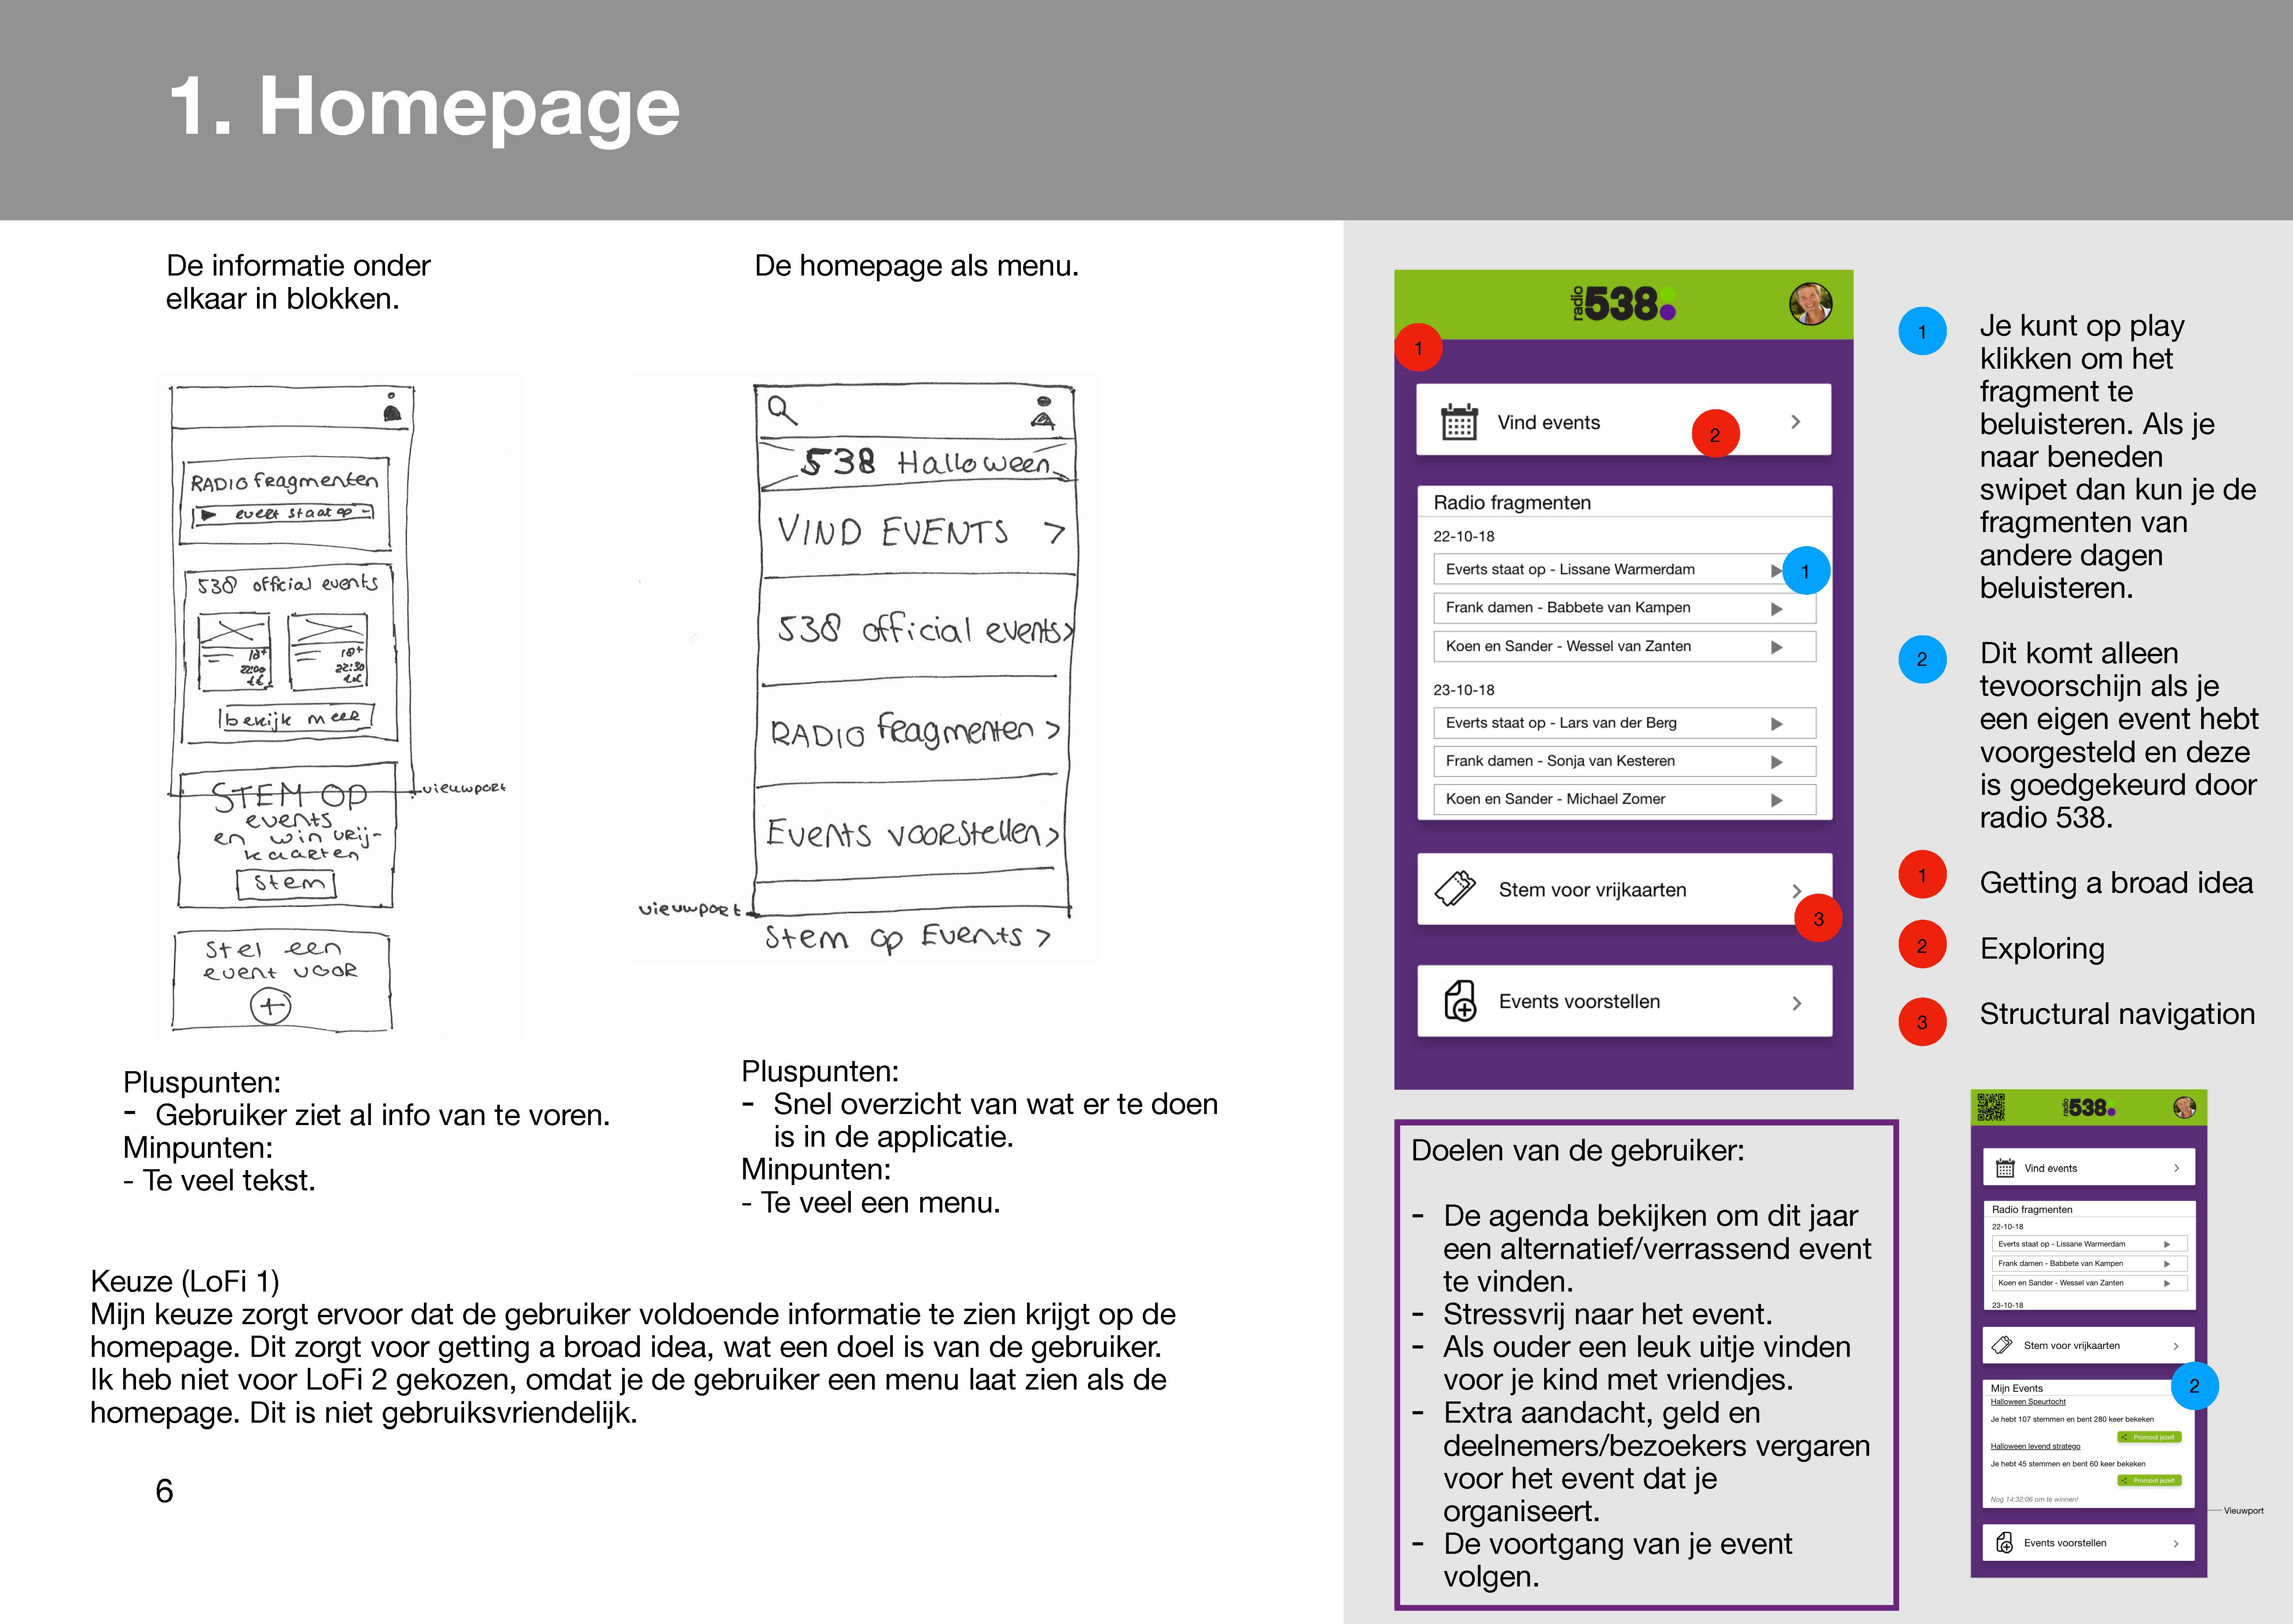 1. Homepage
De informatie onder
elkaar in blokken.
RADIO fragmenten
evert staat op -
538 official events
18+
22:00
18+
22:30
bekijk meer
STEM OP
events
en win vrij-
kaarten
Stem
vieuwport
Stel een
event voor
+
Pluspunten:
- Gebruiker ziet al info van te voren.
Minpunten:
- Te veel tekst.
De homepage als menu.
538 Halloween
VIND EVENTS >
538 official events>
RADIO fragmenten >
Events voorstellen>
vieuwport
Stem op Events >
Pluspunten:
- Snel overzicht van wat er te doen
is in de applicatie.
Minpunten:
- Te veel een menu.
Keuze (LoFi 1)
Mijn keuze zorgt ervoor dat de gebruiker voldoende informatie te zien krijgt op de
homepage. Dit zorgt voor getting a broad idea, wat een doel is van de gebruiker.
Ik heb niet voor LoFi 2 gekozen, omdat je de gebruiker een menu laat zien als de
homepage. Dit is niet gebruiksvriendelijk.
6
radio 538
1
Vind events
2
Radio fragmenten
22-10-18
Everts staat op - Lissane Warmerdam
1
Frank damen - Babbete van Kampen
Koen en Sander - Wessel van Zanten
23-10-18
Everts staat op - Lars van der Berg
Frank damen - Sonja van Kesteren
Koen en Sander - Michael Zomer
Stem voor vrijkaarten
3
Events voorstellen
1
Je kunt op play
klikken om het
fragment te
beluisteren. Als je
naar beneden
swipet dan kun je de
fragmenten van
andere dagen
beluisteren.
2
Dit komt alleen
tevoorschijn als je
een eigen event hebt
voorgesteld en deze
is goedgekeurd door
radio 538.
1
Getting a broad idea
2
Exploring
3
Structural navigation
Doelen van de gebruiker:
- De agenda bekijken om dit jaar
een alternatief/verrassend event
te vinden.
- Stressvrij naar het event.
- Als ouder een leuk uitje vinden
voor je kind met vriendjes.
- Extra aandacht, geld en
deelnemers/bezoekers vergaren
voor het event dat je
organiseert.
- De voortgang van je event
volgen.
radio 538
Vind events
Radio fragmenten
22-10-18
Everts staat op - Lissane Warmerdam
Frank damen - Babbete van Kampen
Koen en Sander - Wessel van Zanten
23-10-18
Stem voor vrijkaarten
2
Mijn Events
Halloween Speurtocht
Je hebt 107 stemmen en bent 280 keer bekeken
Promoot jezelf
Halloween levend stratego
Je hebt 45 stemmen en bent 60 keer bekeken
Promoot jezelf
Nog 14:32:06 om te winnen!
Vieuwport
Events voorstellen